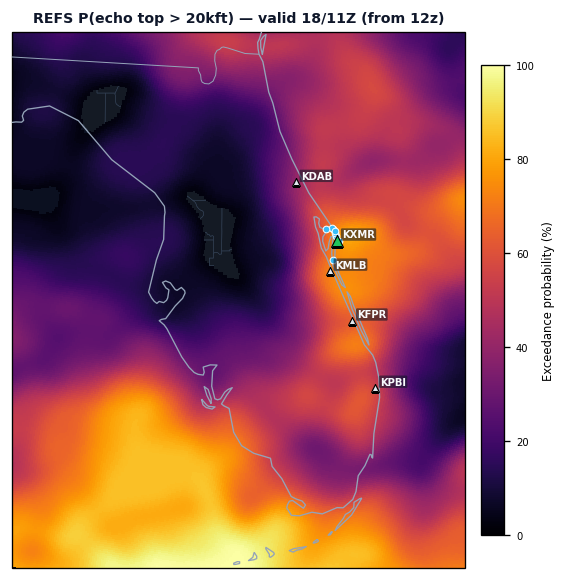 REFS P(echo top > 20kft) — valid 18/11Z (from 12z)
KDAB
KXMR
KMLB
KFPR
KPBI
100
80
60
40
20
0
Exceedance probability (%)